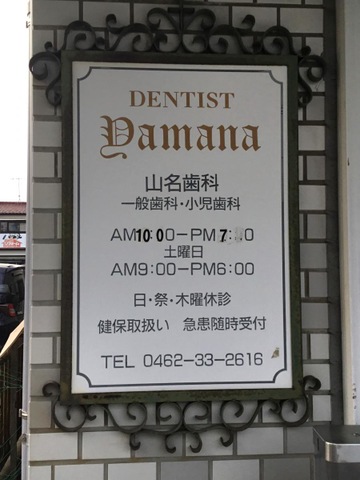 DENTIST
Yamana
山名歯科
一般歯科・小児歯科
AM10:00-PM7:
土曜日
AM9:00-PM6:00
日・祭・木曜休診
健保取扱い 急患随時受付
TEL 0462-33-2616